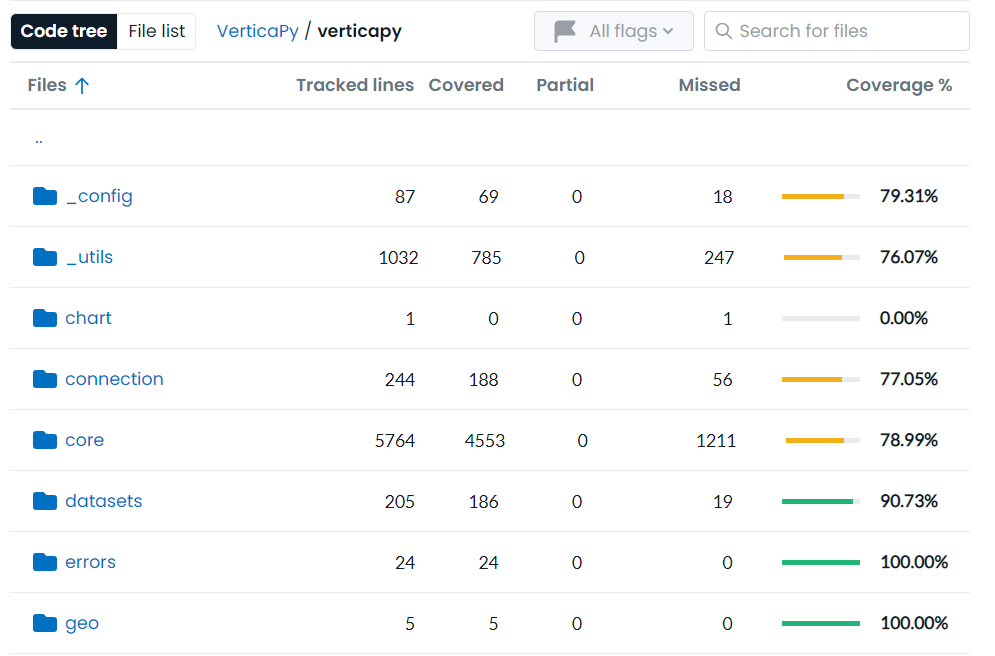 Code tree File list VerticaPy / verticapy All flags Search for files
Files Tracked lines Covered Partial Missed Coverage %
..
_config 87 69 0 18 79.31%
_utils 1032 785 0 247 76.07%
chart 1 0 0 1 0.00%
connection 244 188 0 56 77.05%
core 5764 4553 0 1211 78.99%
datasets 205 186 0 19 90.73%
errors 24 24 0 0 100.00%
geo 5 5 0 0 100.00%